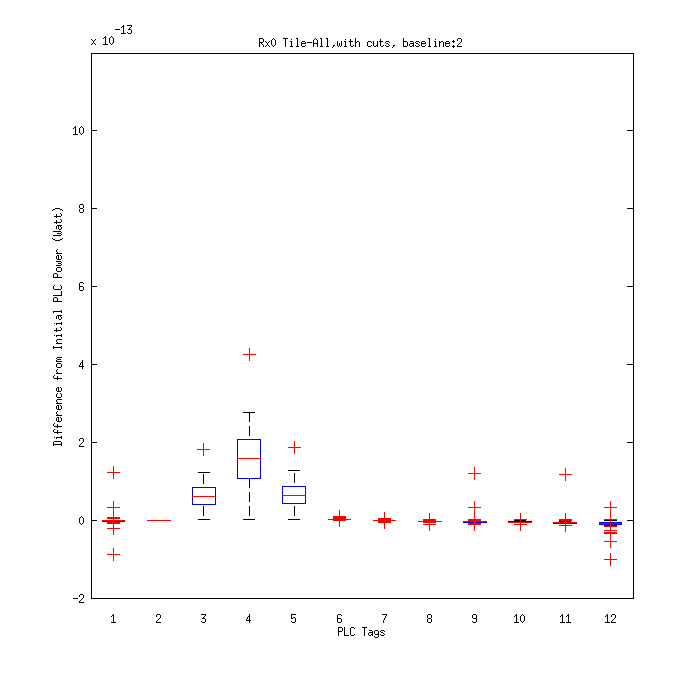 x 10-13
Rx0 Tile-All,with cuts, baseline:2
10
8
6
4
2
0
-2
Difference from Initial PLC Power (Watt)
1 2 3 4 5 6 7 8 9 10 11 12
PLC Tags